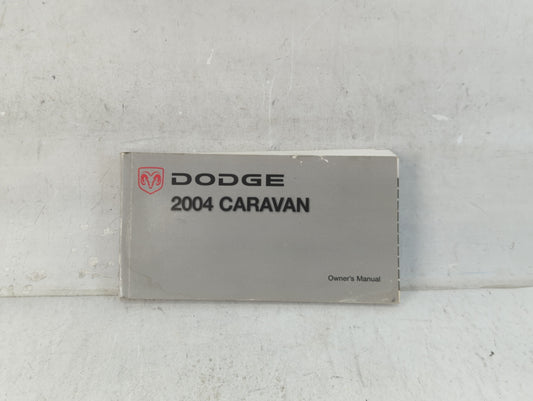 DODGE
2004 CARAVAN
Owner's Manual